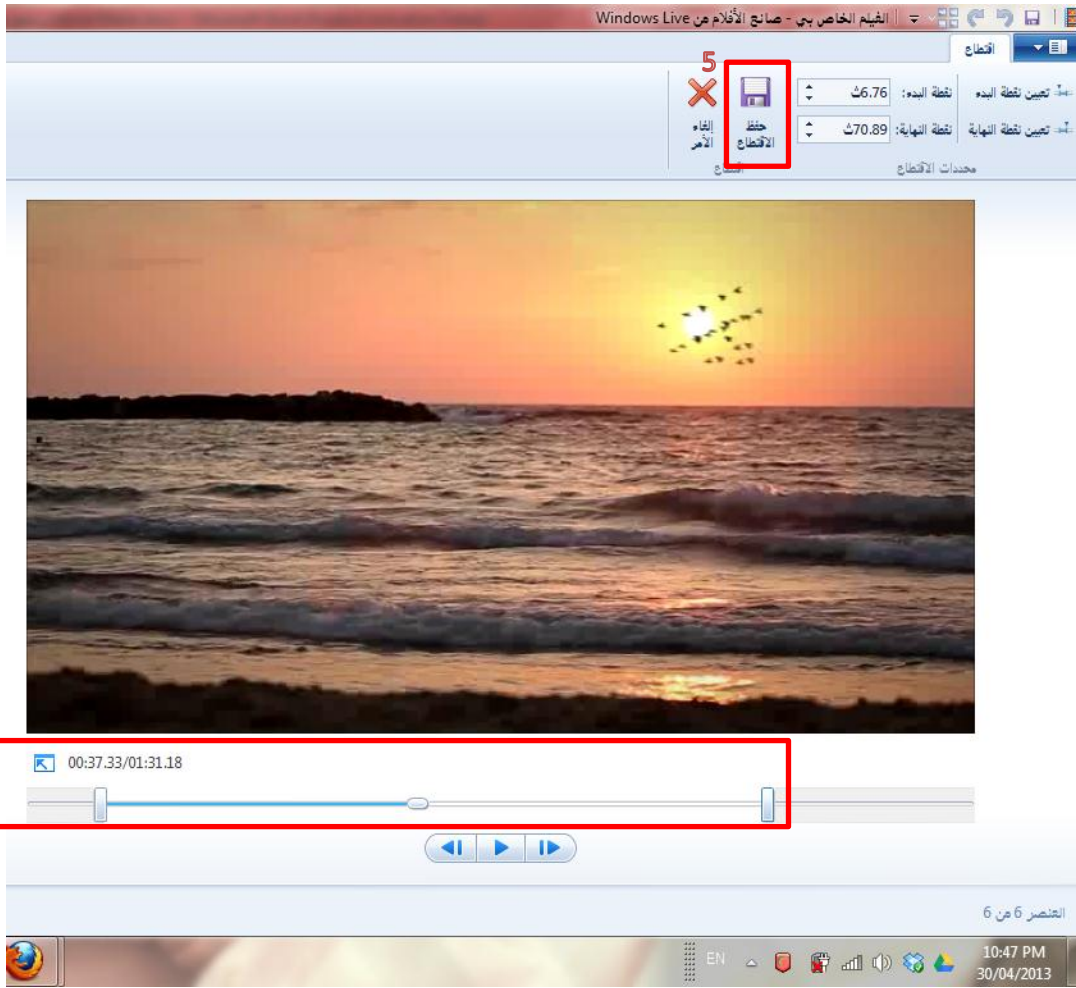 الفيلم الخاص بي - صانع الأفلام من Windows Live
اقتطاع
تعيين نقطة البدء
نقطة البدء: 6.76ث
تعيين نقطة النهاية
نقطة النهاية: 70.89ث
محددات الاقتطاع
5
حفظ
الاقتطاع
إلغاء
الأمر
اقتطاع
00:37.33/01:31.18
العنصر 6 من 6
EN
10:47 PM
30/04/2013